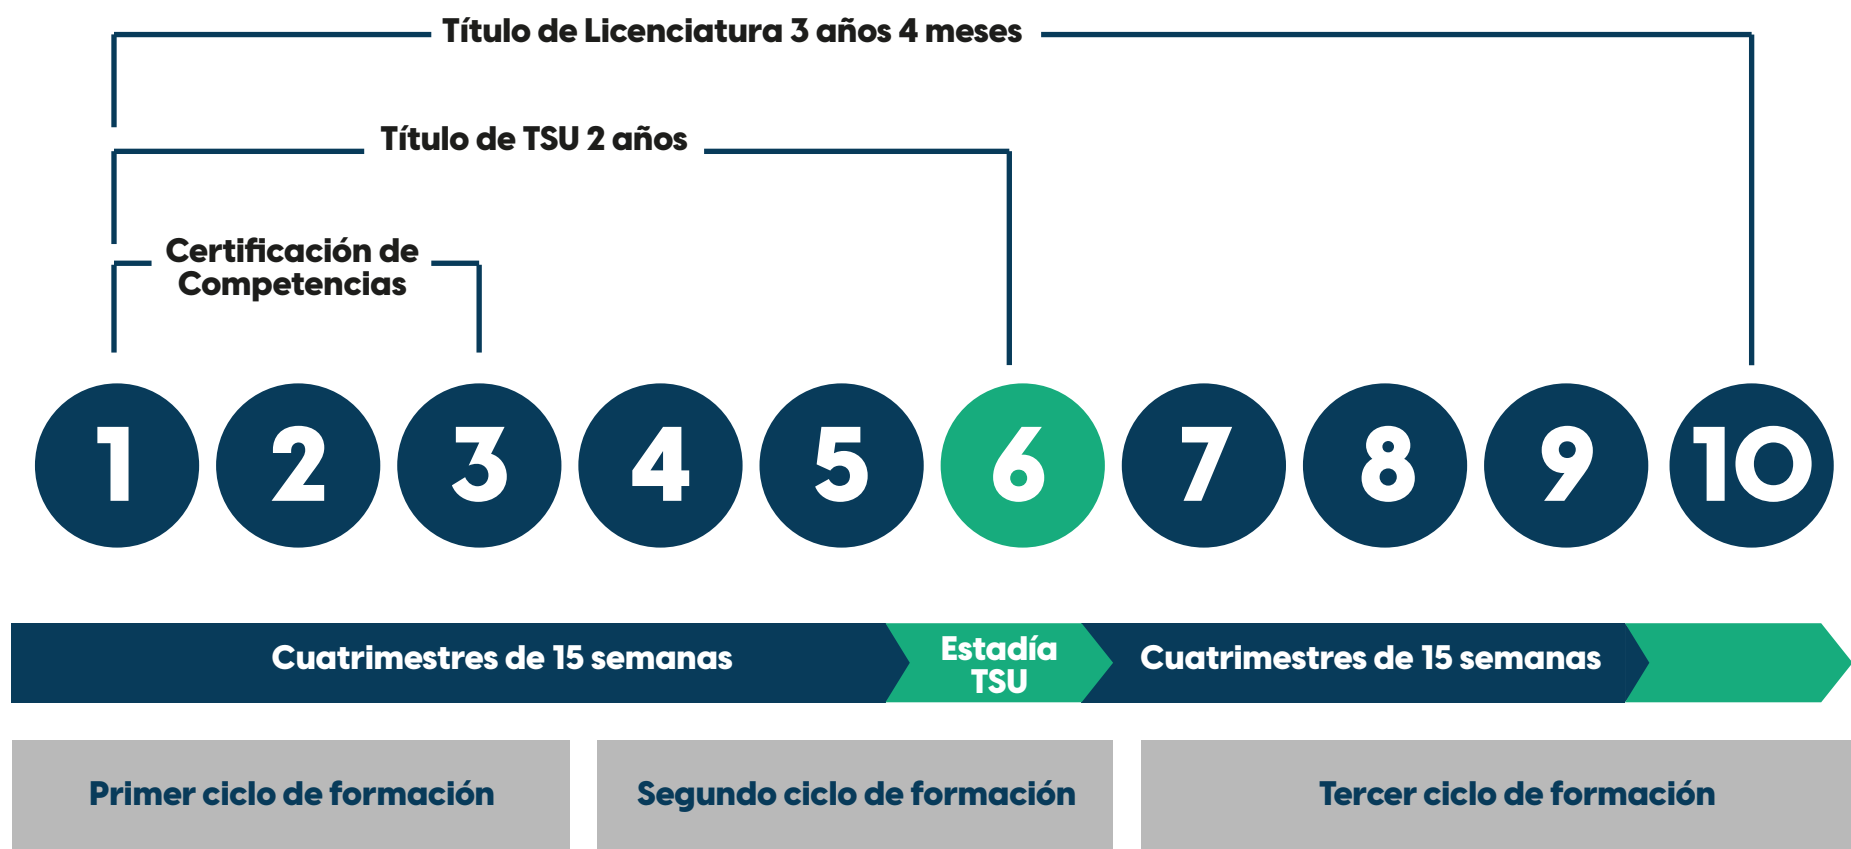 Título de Licenciatura 3 años 4 meses
Título de TSU 2 años
Certificación de
Competencias
1 2 3 4 5 6 7 8 9 10
Cuatrimestres de 15 semanas
Estadía
TSU
Cuatrimestres de 15 semanas
Primer ciclo de formación
Segundo ciclo de formación
Tercer ciclo de formación